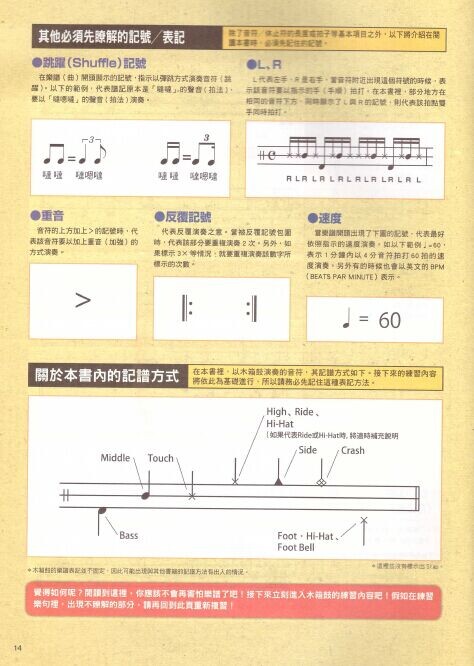 其他必須先瞭解的記號／表記
除了音符／休止符的長度或拍子等基本項目之外，以下將介紹在閱
讀本書時，必須先記住的記號。
●跳躍(Shuffle)記號
在樂譜（曲）開頭顯示的記號，指示以彈跳方式演奏音符（跳
躍）。以下的範例，代表譜記原本是「噠噠」的聲音（拍法），
要以「噠嗯噠」的聲音（拍法）演奏。
3
3
噠 噠 噠嗯噠
噠 噠 噠嗯噠
●L、R
L代表左手，R是右手。當音符附近出現這個符號的時候，表
示該音符要以指示的手（手順）拍打。在本書裡，部分地方在
相同的音符下方，同時顯示了L與R的記號，則代表該拍點雙
手同時拍打。
R L R L R L R L R L R L R L R L
●重音
音符的上方加上＞的記號時，代
表該音符要以加上重音（加強）的
方式演奏。
>
●反覆記號
代表反覆演奏之意。當被反覆記號包圍
時，代表該部分要重複演奏2次。另外，如
果標示3×等情況，就要重複演奏該數字所
標示的次數。
●速度
當樂譜開頭出現了下圖的記號，代表最好
依照指示的速度演奏。如以下範例♩=60，
表示1分鐘內以4分音符拍打60拍的速
度演奏。另外有的時候也會以英文的BPM
(BEATS PAR MINUTE) 表示。
♩ = 60
關於本書內的記譜方式
在本書裡，以木箱鼓演奏的音符，其記譜方式如下。接下來的練習內容
將依此為基礎進行，所以請務必先記住這種表記方法。
High、Ride、
Hi-Hat
(如果代表Ride或Hi-Hat時，將適時補充說明
Middle
Touch
Side
Crash
Bass
Foot・Hi-Hat、
Foot Bell
＊木箱鼓的樂譜表記並不固定，因此可能出現與其他書籍的記譜方法有出入的情況。
覺得如何呢？閱讀到這裡，你應該不會再害怕樂譜了吧！接下來立刻進入木箱鼓的練習內容吧！假如在練習
樂句裡，出現不瞭解的部分，請再回到此頁重新複習！
14